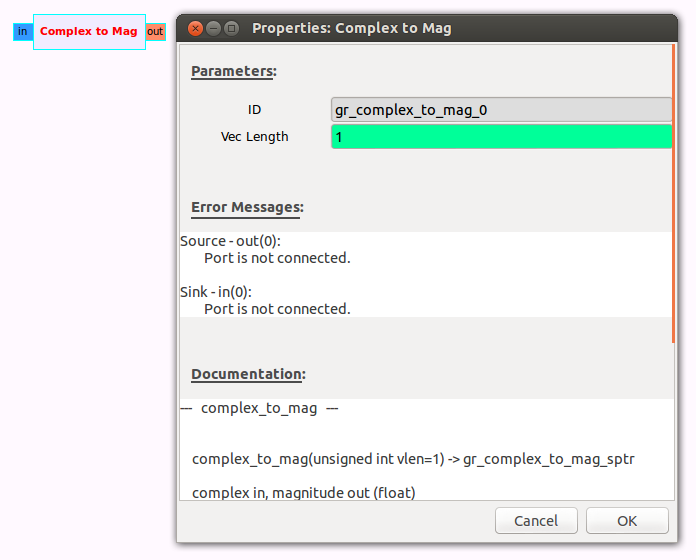 in
Complex to Mag
out
Properties: Complex to Mag
Parameters:
ID
gr_complex_to_mag_0
Vec Length
1
Error Messages:
Source - out(0):
Port is not connected.
Sink - in(0):
Port is not connected.
Documentation:
--- complex_to_mag ---
complex_to_mag(unsigned int vlen=1) -> gr_complex_to_mag_sptr
complex in, magnitude out (float)
Cancel
OK